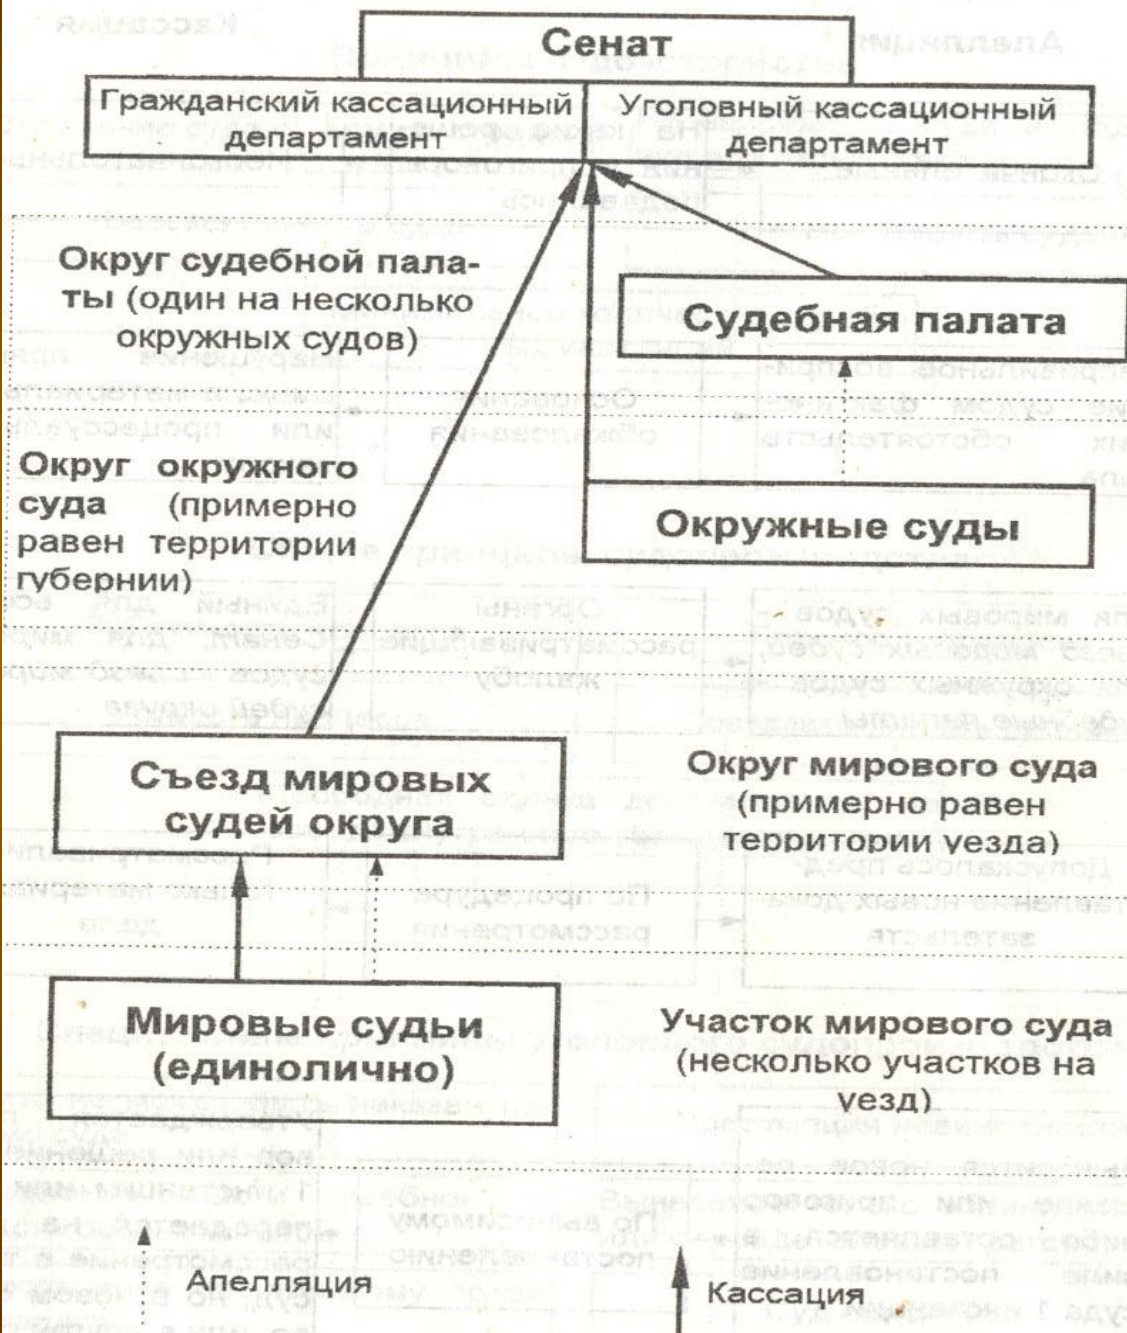 Сенат
Гражданский кассационный
департамент
Уголовный кассационный
департамент
Округ судебной пала-
ты (один на несколько
окружных судов)
Судебная палата
Округ окружного
суда (примерно
равен территории
губернии)
Окружные суды
Съезд мировых
судей округа
Округ мирового суда
(примерно равен
территории уезда)
Мировые судьи
(единолично)
Участок мирового суда
(несколько участков на
уезд)
Апелляция
Кассация